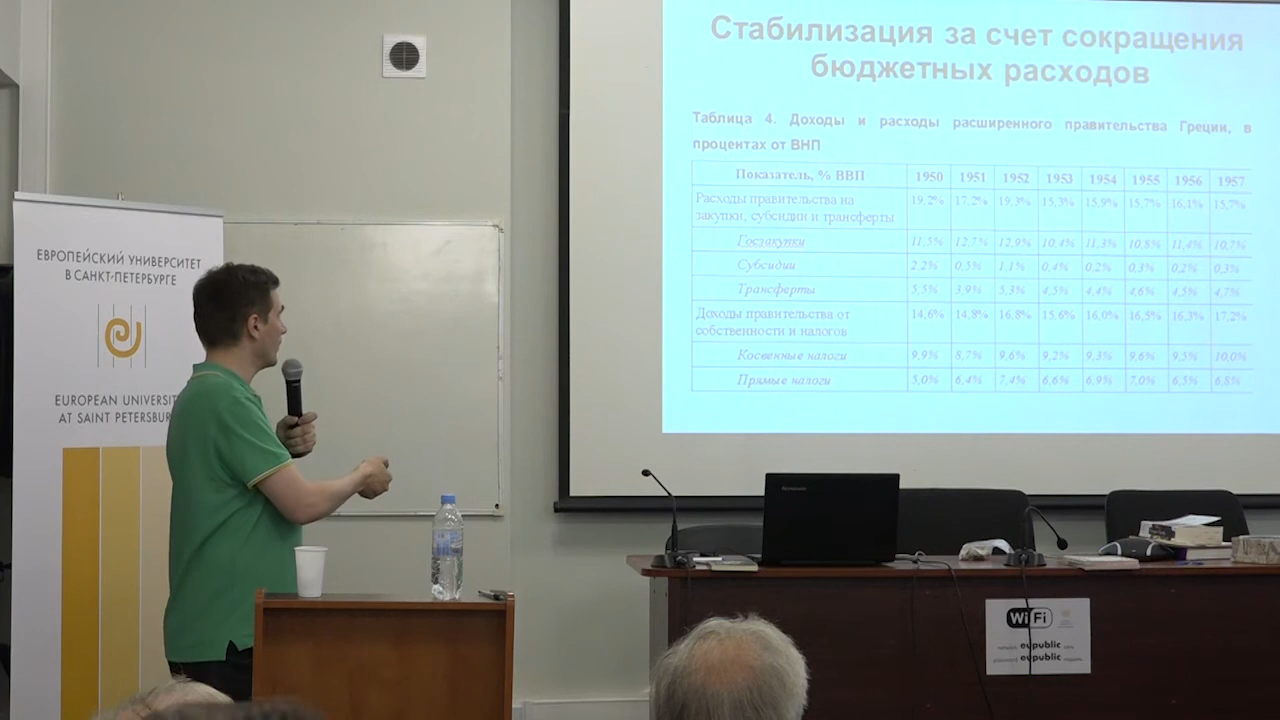 Стабилизация за счет сокращения
бюджетных расходов
Таблица 4. Доходы и расходы расширенного правительства Греции, в
процентах от ВНП
Показатель, % ВВП 1950 1951 1952 1953 1954 1955 1956 1957
Расходы правительства на закупки, субсидии и трансферты 19,2% 17,2% 19,3% 15,3% 15,9% 15,7% 16,1% 15,7%
Госзакупки 11,5% 12,7% 12,9% 10,4% 11,3% 10,8% 11,4% 10,7%
Субсидии 2,2% 0,5% 1,1% 0,4% 0,2% 0,3% 0,2% 0,3%
Трансферты 5,5% 3,9% 5,3% 4,5% 4,4% 4,6% 4,5% 4,7%
Доходы правительства от собственности и налогов 14,6% 14,8% 16,8% 15,6% 16,0% 16,5% 16,3% 17,2%
Косвенные налоги 9,9% 8,7% 9,6% 9,2% 9,3% 9,6% 9,5% 10,0%
Прямые налоги 5,0% 6,4% 7,4% 6,6% 6,9% 7,0% 6,5% 6,8%
ЕВРОПЕЙСКИЙ УНИВЕРСИТЕТ
В САНКТ-ПЕТЕРБУРГЕ
EUROPEAN UNIVERSIT
AT SAINT PETERSBUR
WiFi
eupublic
eupublic